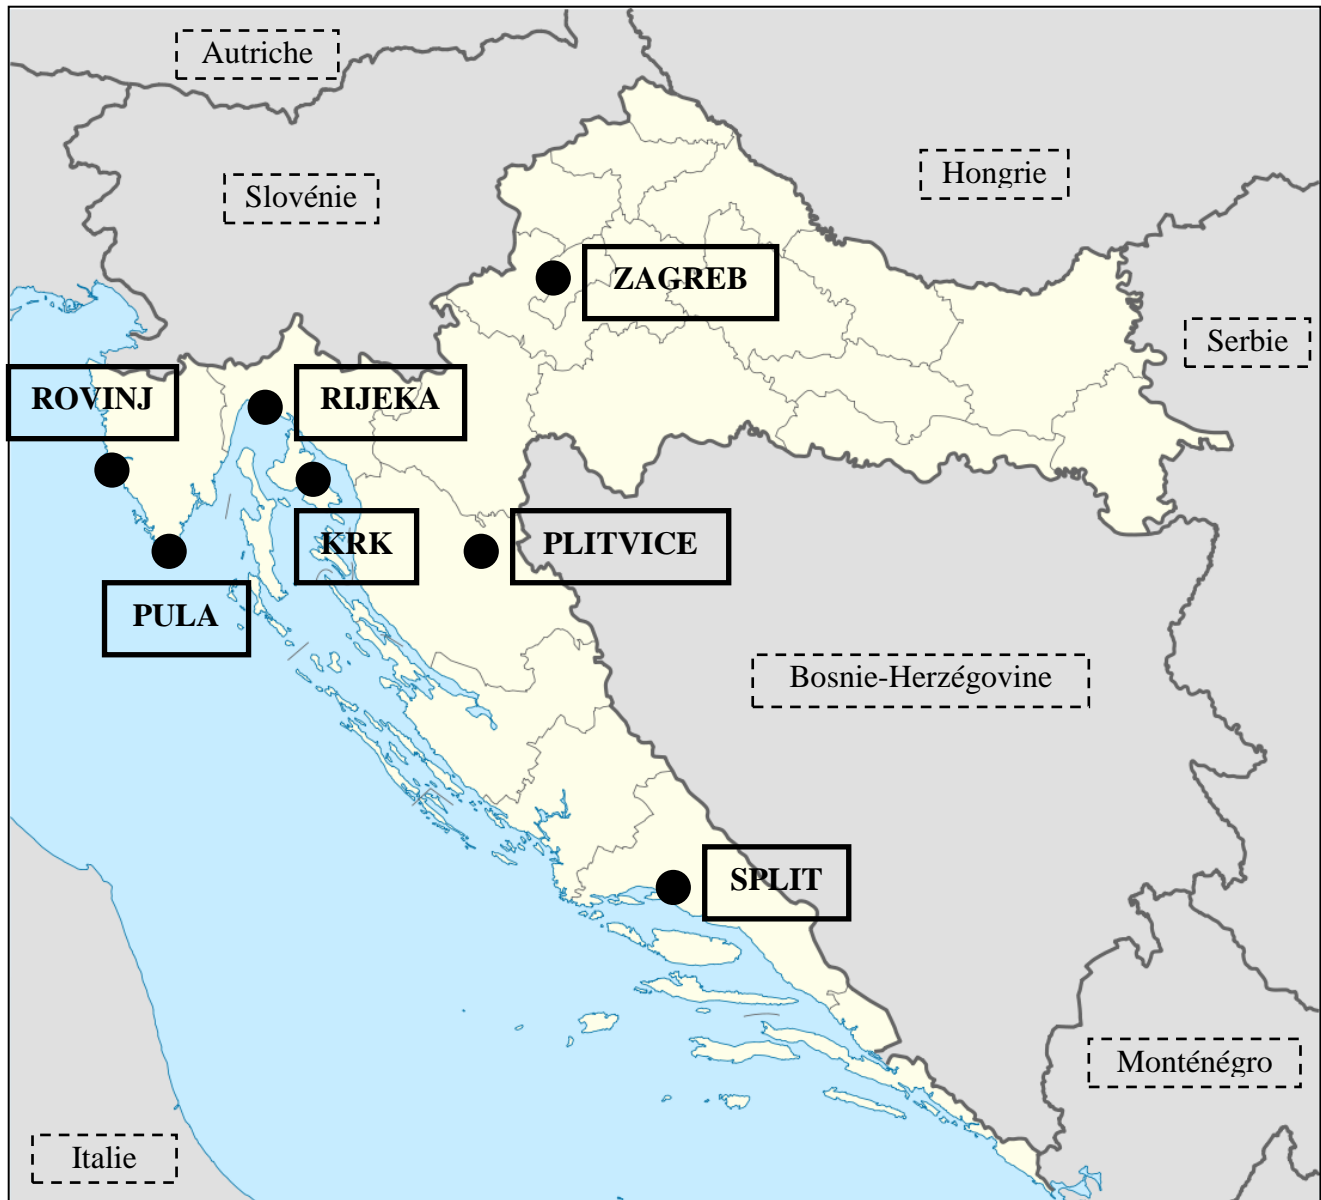 Autriche
Hongrie
Slovénie
ZAGREB
Serbie
ROVINJ
RIJEKA
KRK
PLITVICE
PULA
Bosnie-Herzégovine
SPLIT
Monténégro
Italie